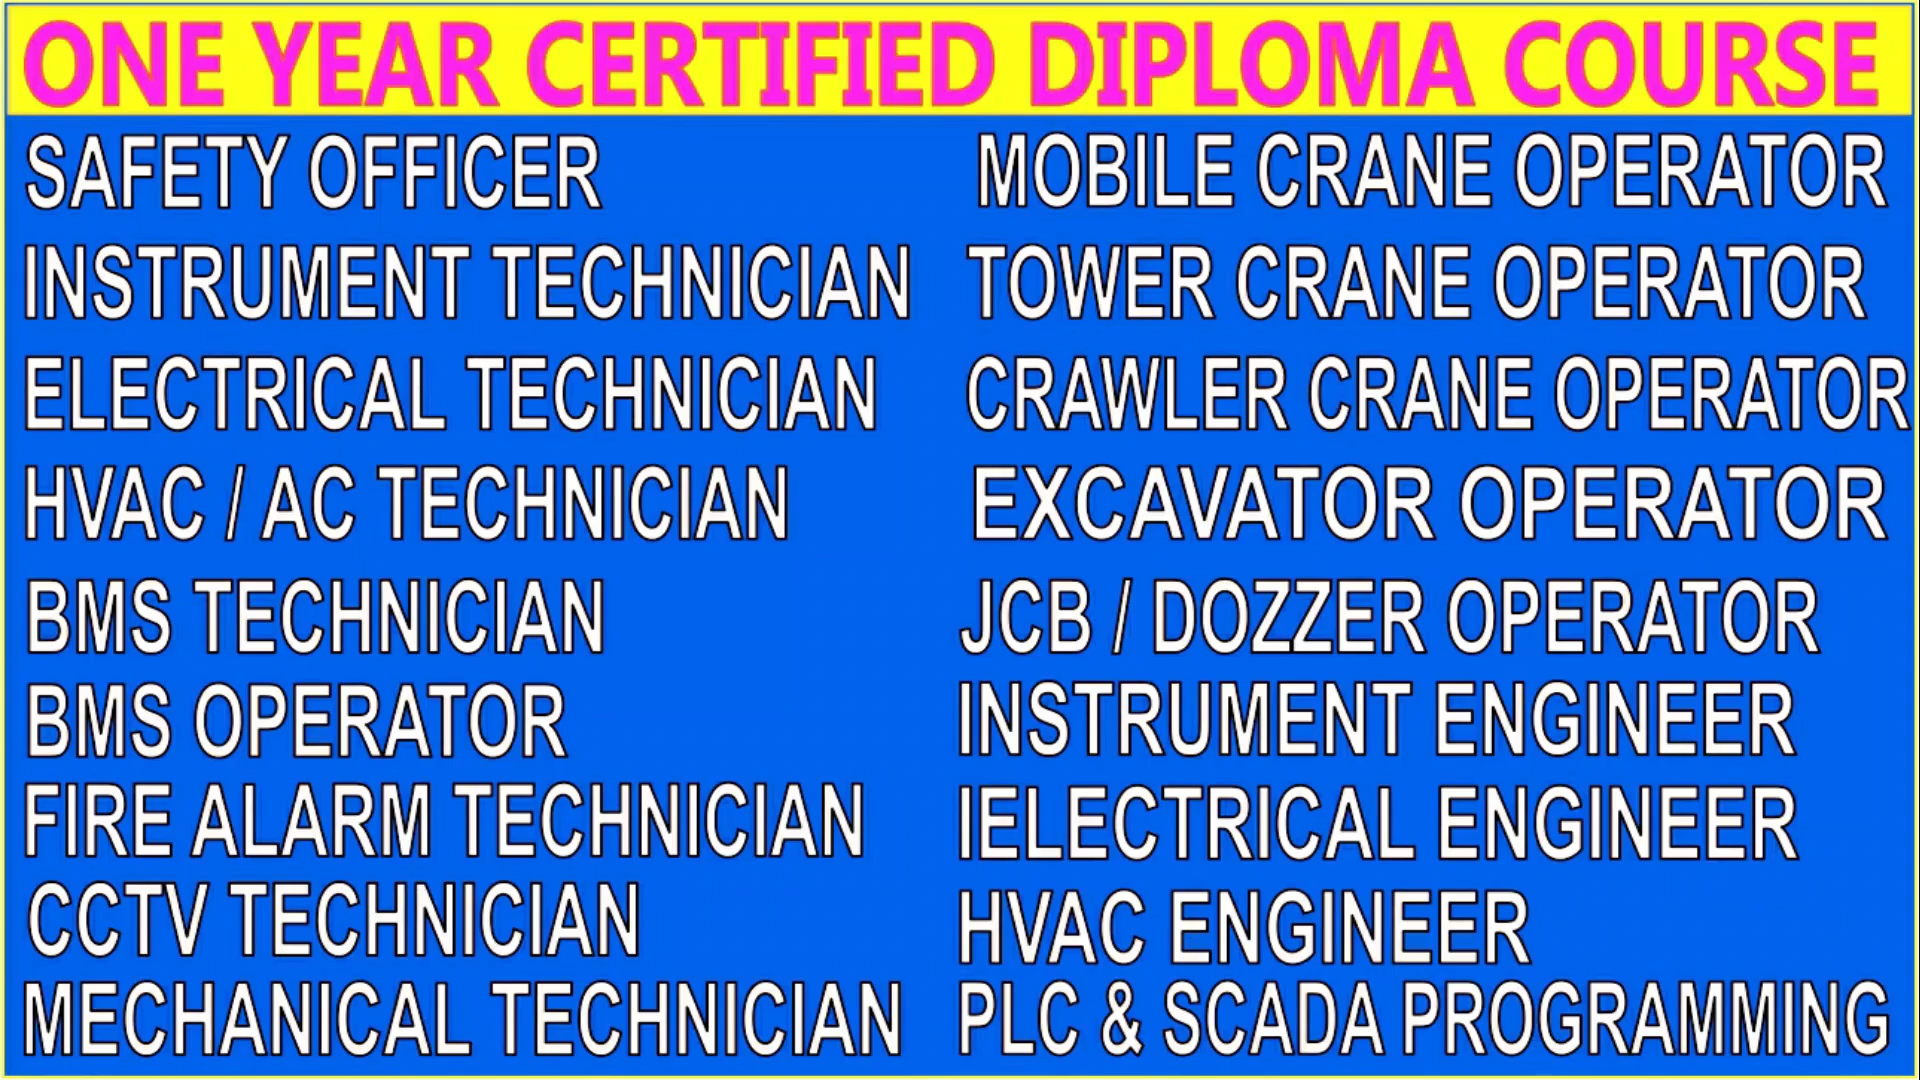 ONE YEAR CERTIFIED DIPLOMA COURSE
SAFETY OFFICER
INSTRUMENT TECHNICIAN
ELECTRICAL TECHNICIAN
HVAC / AC TECHNICIAN
BMS TECHNICIAN
BMS OPERATOR
FIRE ALARM TECHNICIAN
CCTV TECHNICIAN
MECHANICAL TECHNICIAN
MOBILE CRANE OPERATOR
TOWER CRANE OPERATOR
CRAWLER CRANE OPERATOR
EXCAVATOR OPERATOR
JCB / DOZZER OPERATOR
INSTRUMENT ENGINEER
IELECTRICAL ENGINEER
HVAC ENGINEER
PLC & SCADA PROGRAMMING